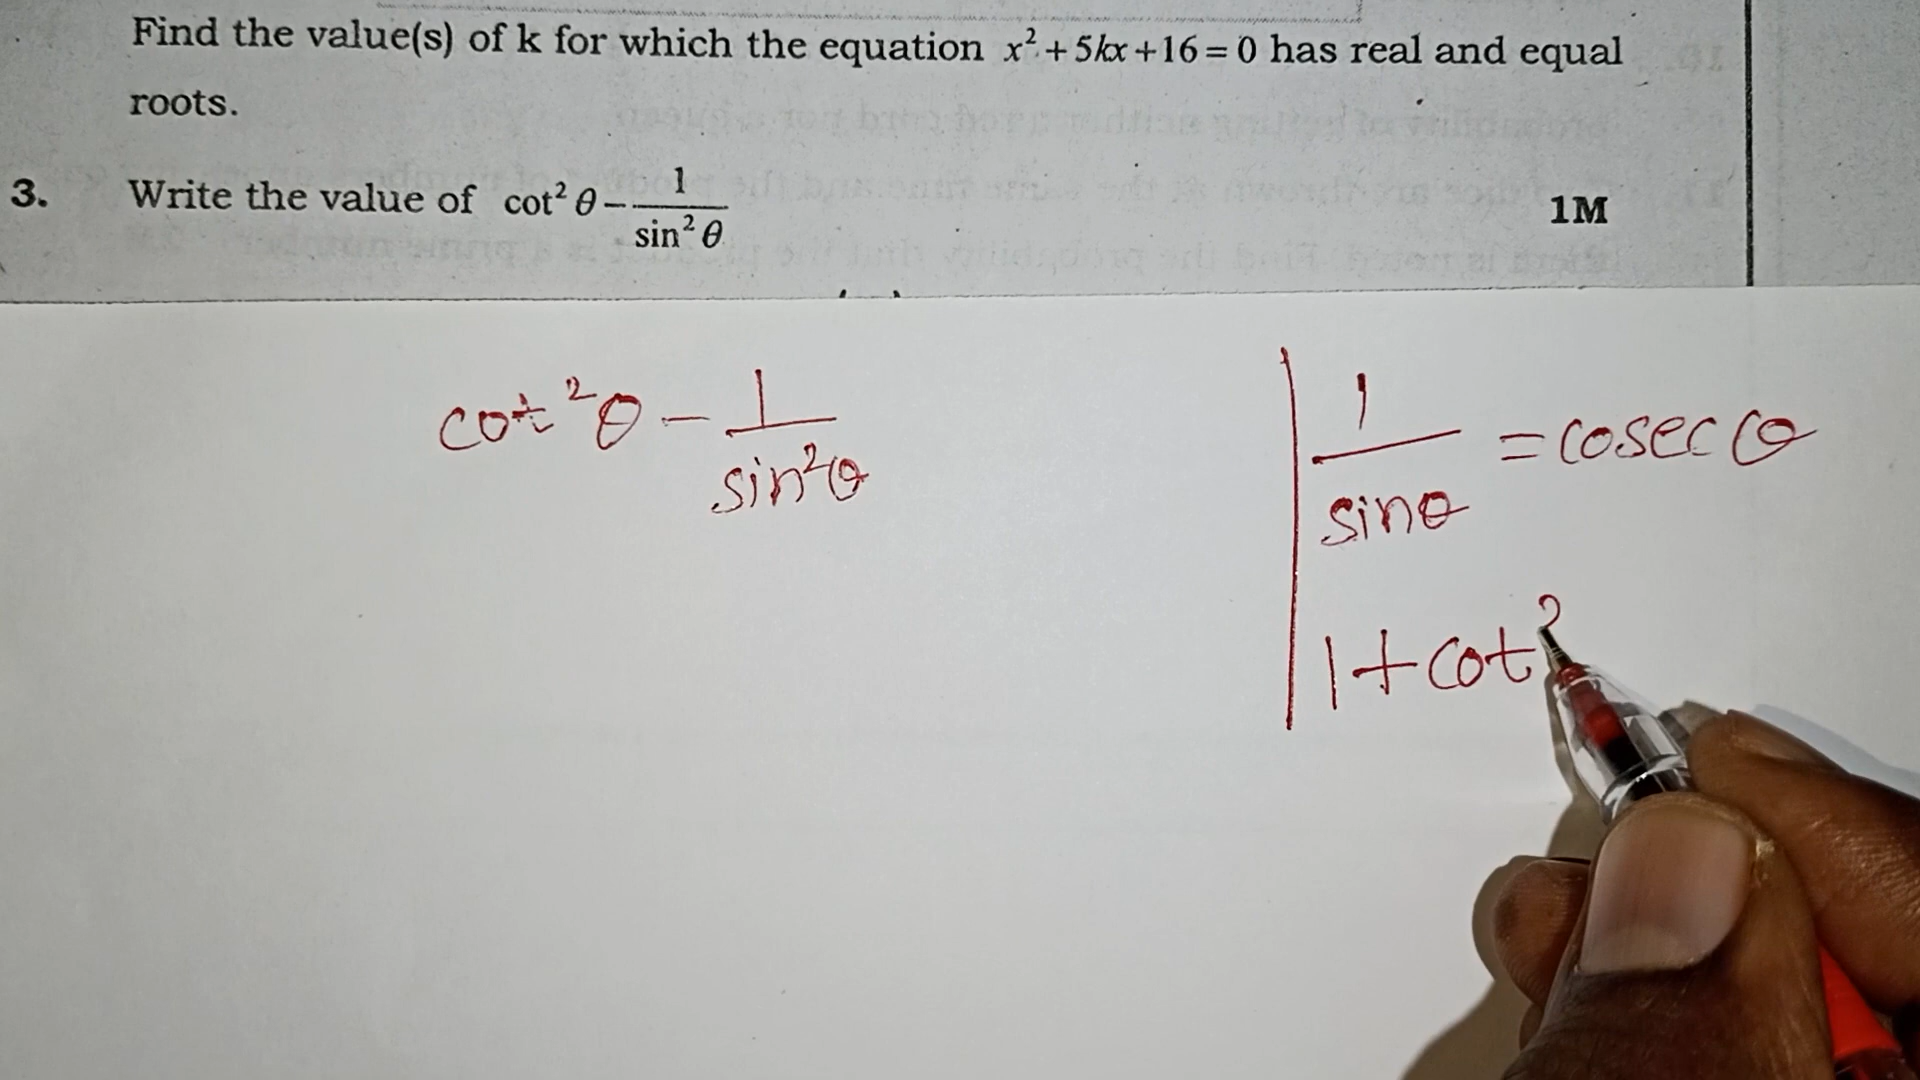 Find the value(s) of k for which the equation x² + 5kx + 16 = 0 has real and equal
roots.
3. Write the value of cot² θ - 1/sin² θ 1M
cot²θ - 1/sin²θ
1/sinθ = cosec θ
1 + cot²